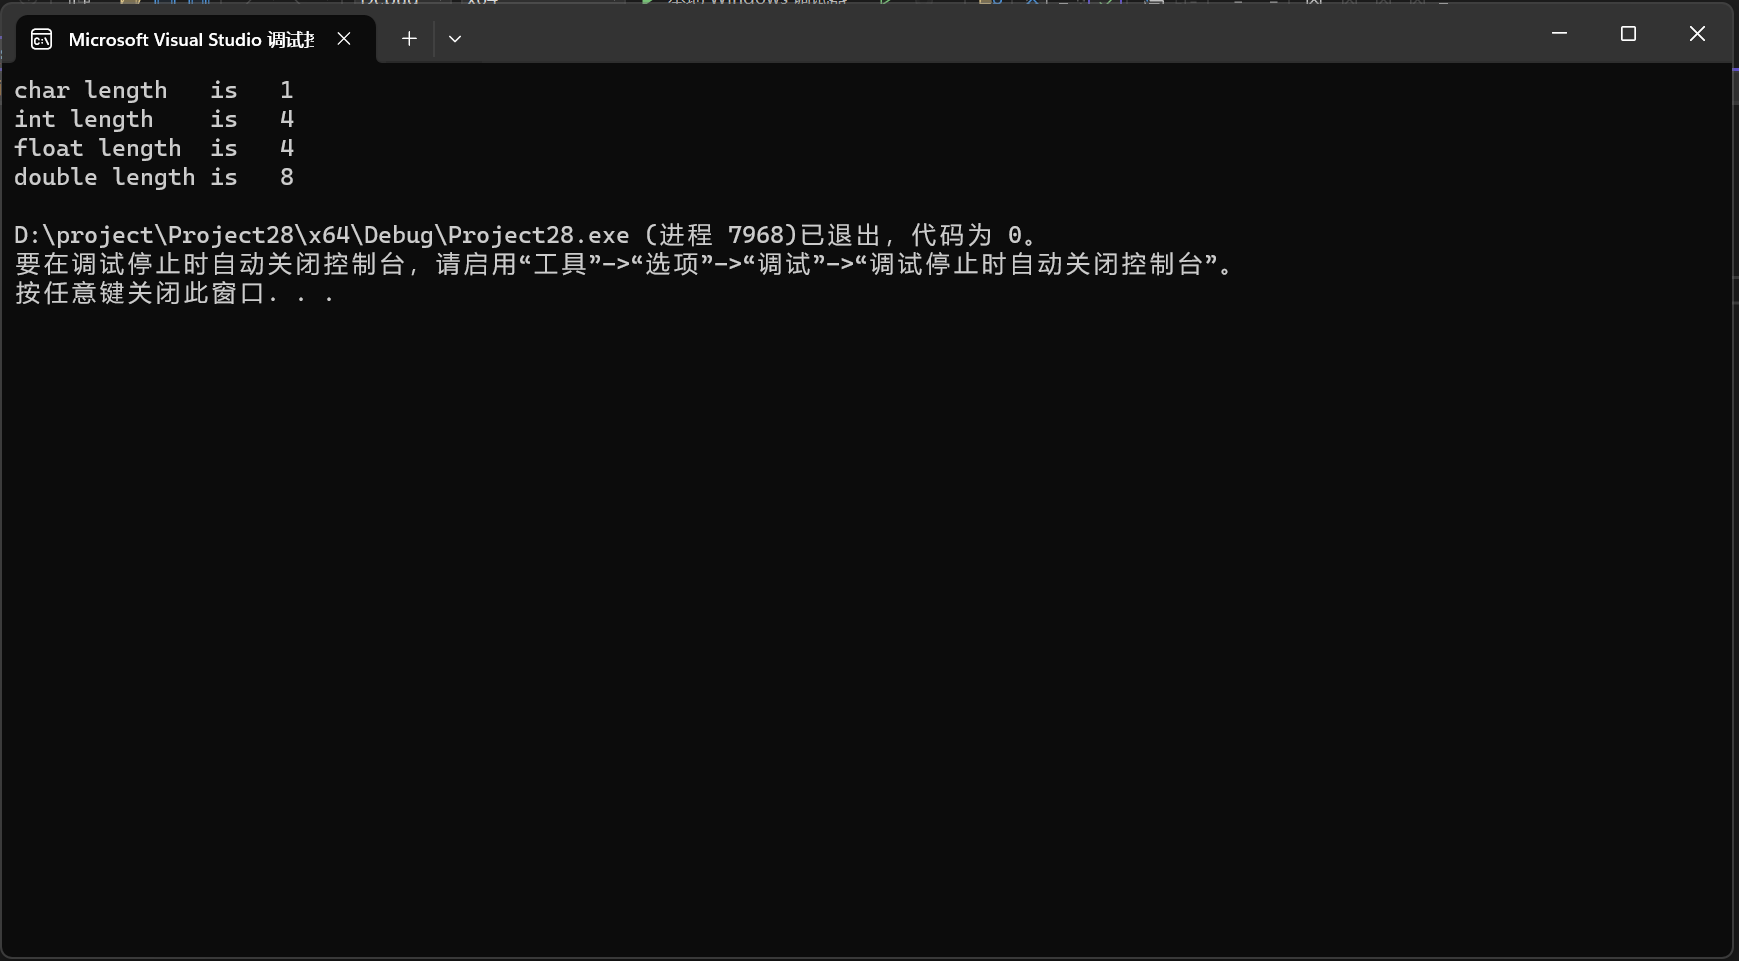 Microsoft Visual Studio 调试
char length   is   1
int length    is   4
float length  is   4
double length is   8
D:\project\Project28\x64\Debug\Project28.exe (进程 7968)已退出，代码为 0。
要在调试停止时自动关闭控制台，请启用“工具”->“选项”->“调试”->“调试停止时自动关闭控制台”。
按任意键关闭此窗口. . .